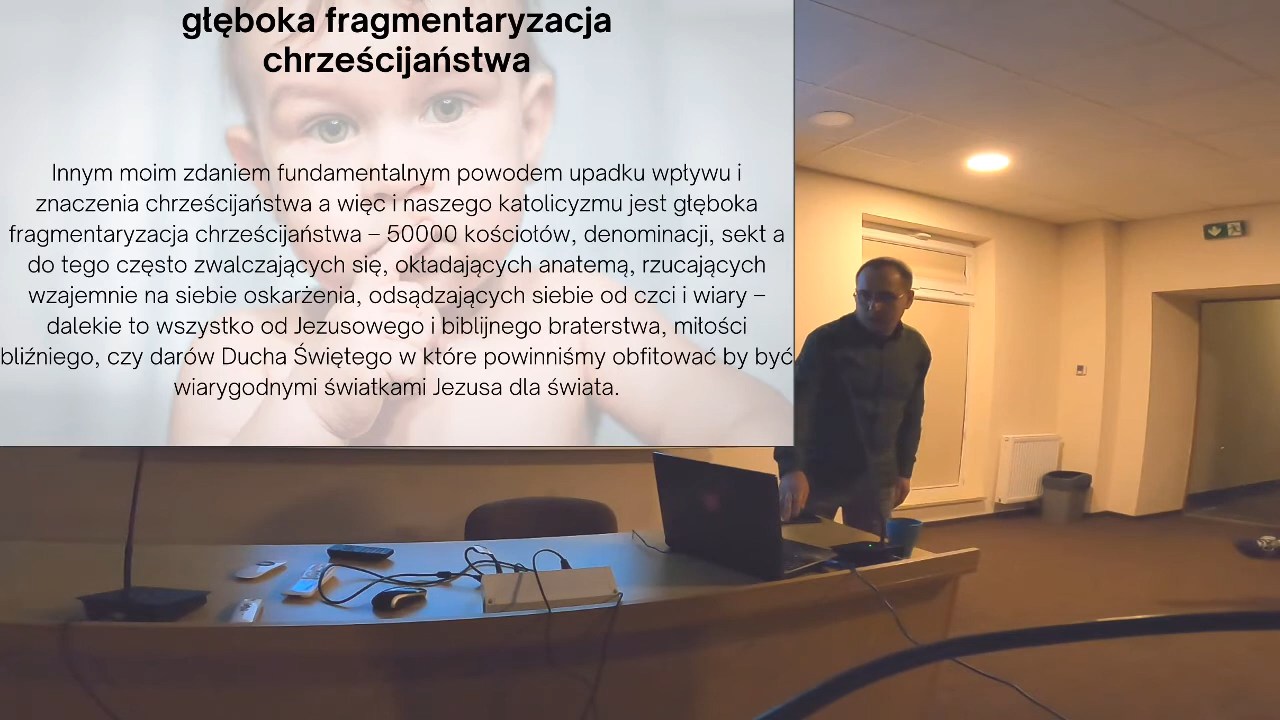 głęboka fragmentaryzacja
chrześcijaństwa
Innym moim zdaniem fundamentalnym powodem upadku wpływu i
znaczenia chrześcijaństwa a więc i naszego katolicyzmu jest głęboka
fragmentaryzacja chrześcijaństwa – 50000 kościołów, denominacji, sekt a
do tego często zwalczających się, okładających anatemą, rzucających
wzajemnie na siebie oskarżenia, odsądzających siebie od czci i wiary –
dalekie to wszystko od Jezusowego i biblijnego braterstwa, miłości
bliźniego, czy darów Ducha Świętego w które powinniśmy obfitować by być
wiarygodnymi światkami Jezusa dla świata.